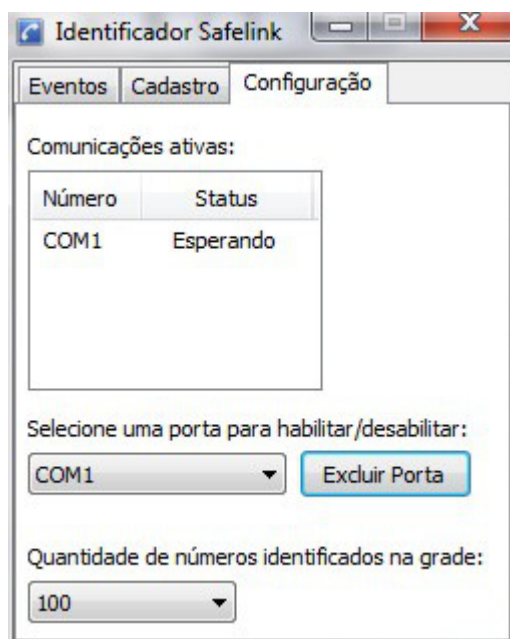 Identificador Safelink
Eventos Cadastro Configuração
Comunicações ativas:
Número Status
COM1 Esperando
Selecione uma porta para habilitar/desabilitar:
COM1 Excluir Porta
Quantidade de números identificados na grade:
100